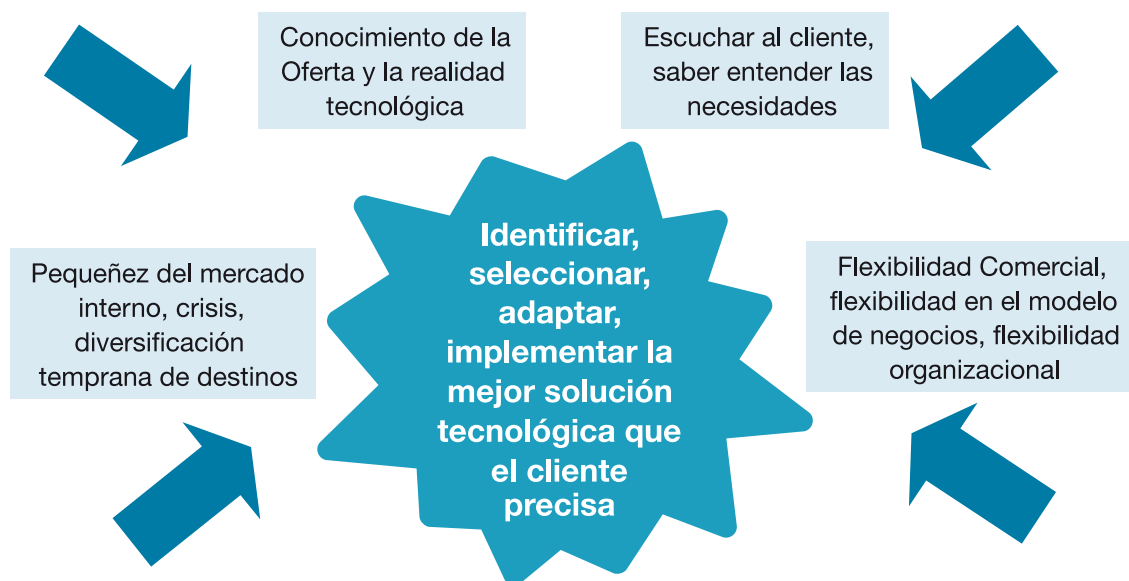 Conocimiento de la
Oferta y la realidad
tecnológica
Escuchar al cliente,
saber entender las
necesidades
Pequeñez del mercado
interno, crisis,
diversificación
temprana de destinos
Identificar,
seleccionar,
adaptar,
implementar la
mejor solución
tecnológica que
el cliente
precisa
Flexibilidad Comercial,
flexibilidad en el modelo
de negocios, flexibilidad
organizacional